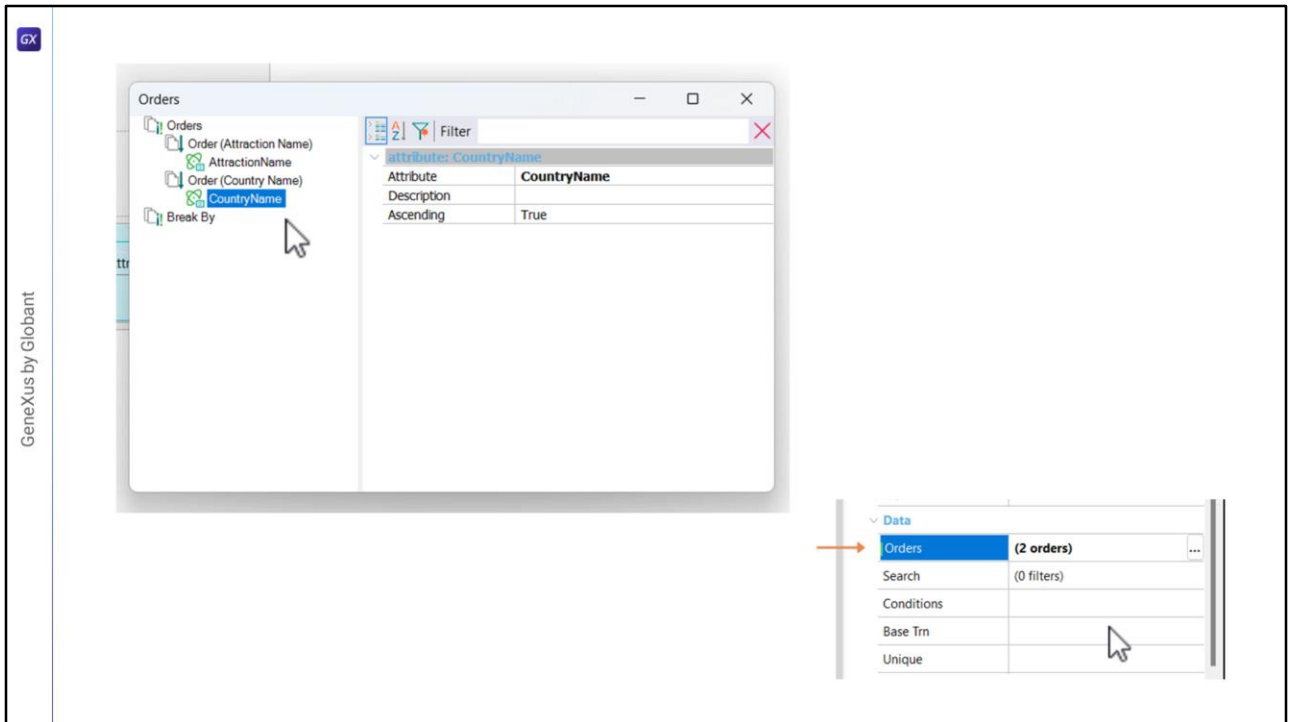 GX
GeneXus by Globant
Orders
Orders
Order (Attraction Name)
AttractionName
Order (Country Name)
CountryName
Break By
Filter
attribute: CountryName
Attribute CountryName
Description
Ascending True
ttr
Data
Orders (2 orders) ...
Search (0 filters)
Conditions
Base Trn
Unique